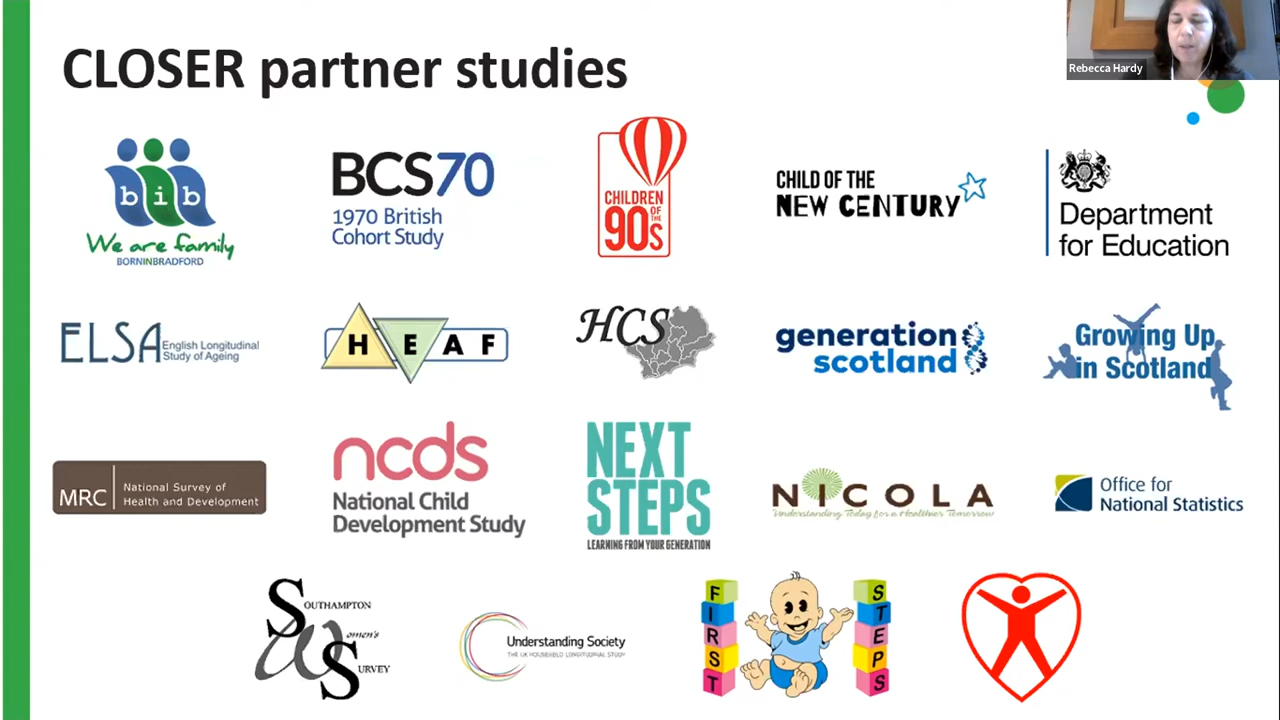 CLOSER partner studies
Rebecca Hardy
bib
We are family
BORNINBRADFORD
BCS70
1970 British
Cohort Study
CHILDREN
OF THE
90s
CHILD OF THE
NEW CENTURY
Department
for Education
ELSA English Longitudinal
Study of Ageing
HEAF
HCS
generation
scotland
Growing Up
in Scotland
MRC National Survey of
Health and Development
ncds
National Child
Development Study
NEXT
STEPS
LEARNING FROM YOUR GENERATION
NICOLA
Understanding Today for a Healthier Tomorrow
Office for
National Statistics
SOUTHAMPTON
Women's
SURVEY
Understanding Society
THE UK HOUSEHOLD LONGITUDINAL STUDY
FIRST
STEPS